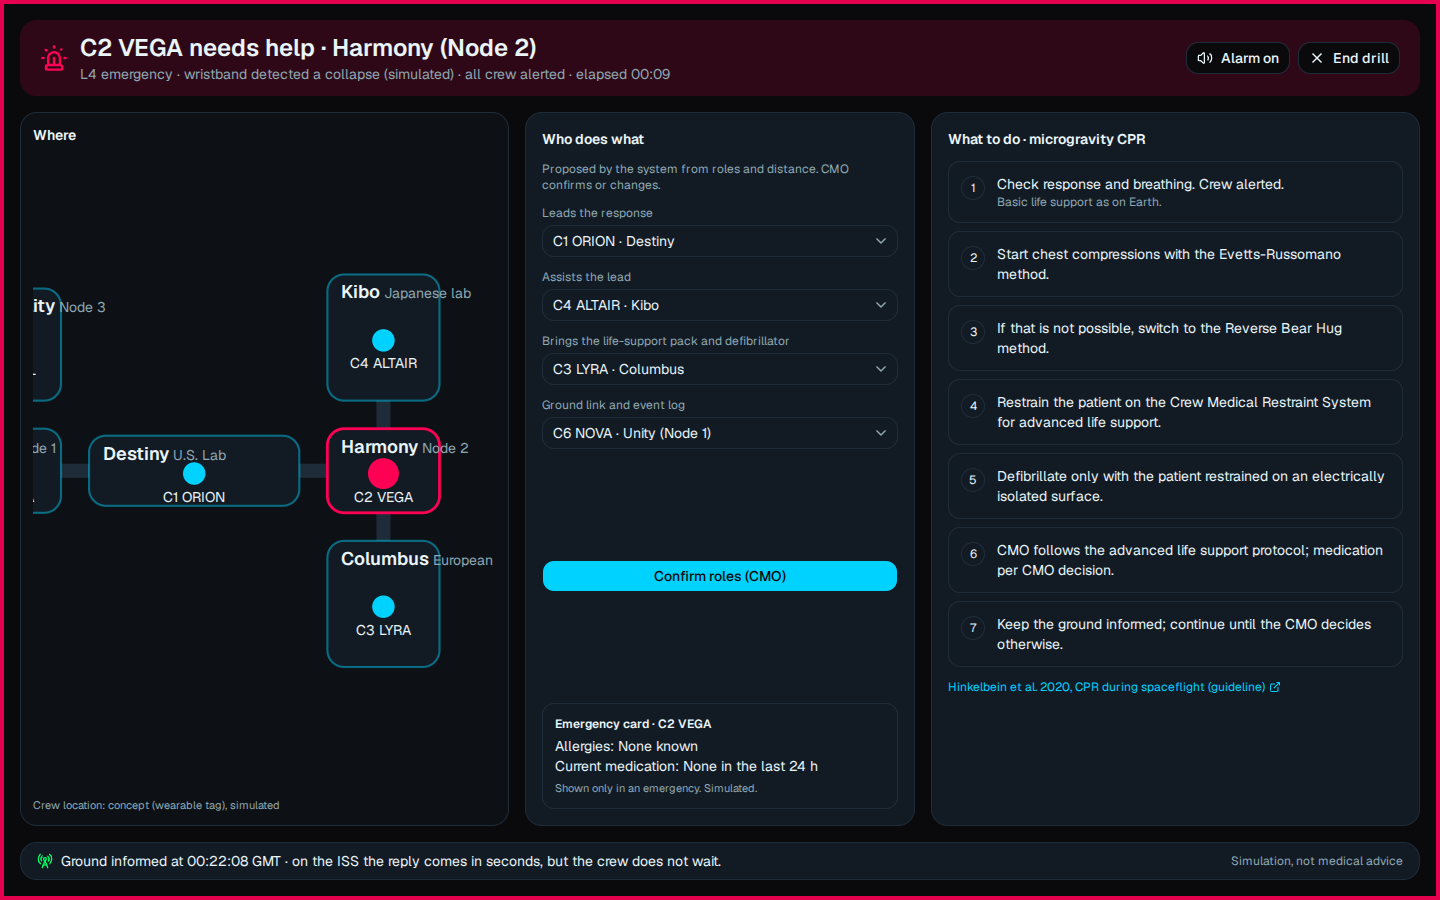 C2 VEGA needs help · Harmony (Node 2)
L4 emergency · wristband detected a collapse (simulated) · all crew alerted · elapsed 00:09
Alarm on
End drill
Where
ity Node 3
Kibo Japanese lab
C4 ALTAIR
de 1
Destiny U.S. Lab
C1 ORION
Harmony Node 2
C2 VEGA
Columbus European
C3 LYRA
Crew location: concept (wearable tag), simulated
Who does what
Proposed by the system from roles and distance. CMO
confirms or changes.
Leads the response
C1 ORION · Destiny
Assists the lead
C4 ALTAIR · Kibo
Brings the life-support pack and defibrillator
C3 LYRA · Columbus
Ground link and event log
C6 NOVA · Unity (Node 1)
Confirm roles (CMO)
Emergency card · C2 VEGA
Allergies: None known
Current medication: None in the last 24 h
Shown only in an emergency. Simulated.
What to do · microgravity CPR
1
Check response and breathing. Crew alerted.
Basic life support as on Earth.
2
Start chest compressions with the Evetts-Russomano
method.
3
If that is not possible, switch to the Reverse Bear Hug
method.
4
Restrain the patient on the Crew Medical Restraint System
for advanced life support.
5
Defibrillate only with the patient restrained on an electrically
isolated surface.
6
CMO follows the advanced life support protocol; medication
per CMO decision.
7
Keep the ground informed; continue until the CMO decides
otherwise.
Hinkelbein et al. 2020, CPR during spaceflight (guideline)
Ground informed at 00:22:08 GMT · on the ISS the reply comes in seconds, but the crew does not wait.
Simulation, not medical advice